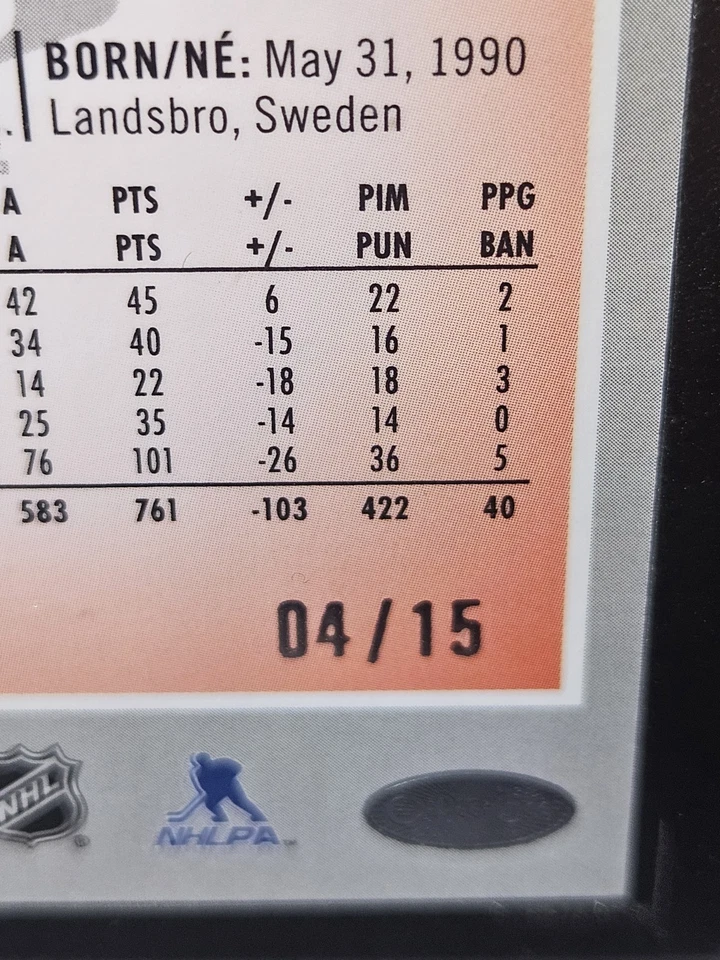 BORN/NÉ: May 31, 1990
Landsbro, Sweden
A PTS +/- PIM PPG
A PTS +/- PUN BAN
42 45 6 22 2
34 40 -15 16 1
14 22 -18 18 3
25 35 -14 14 0
76 101 -26 36 5
583 761 -103 422 40
04/15
NHL ®
NHLPA ™